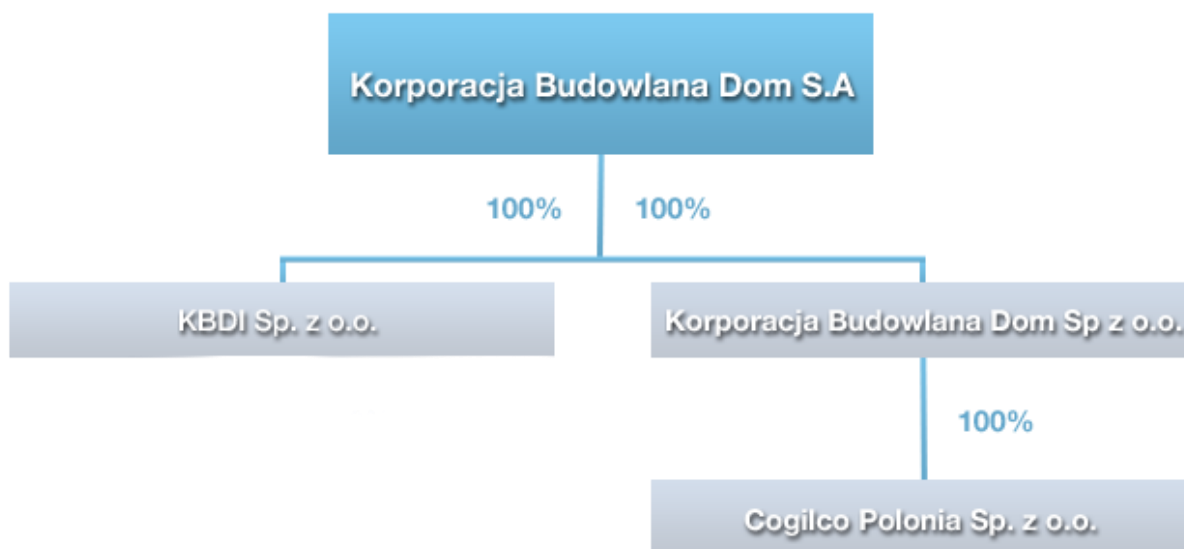 Korporacja Budowlana Dom S.A
100% 100%
KBDI Sp. z o.o.
Korporacja Budowlana Dom Sp z o.o.
100%
Cogilco Polonia Sp. z o.o.